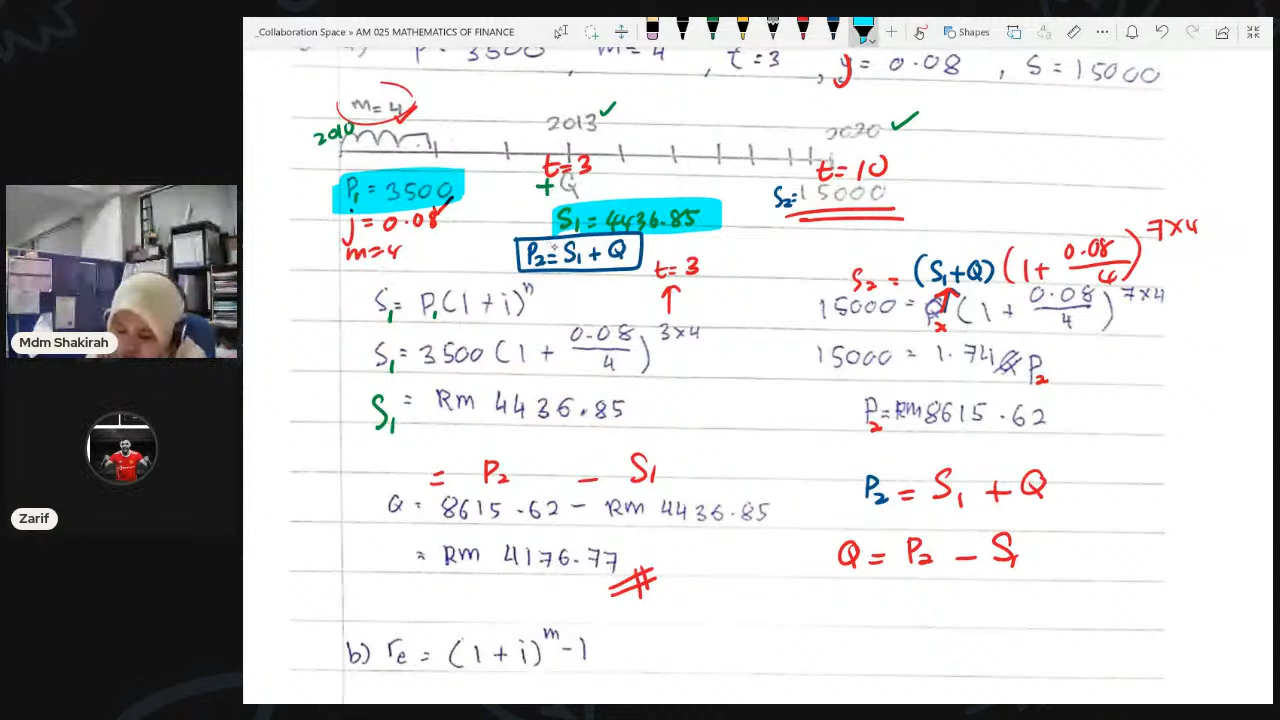 _Collaboration Space » AM 025 MATHEMATICS OF FINANCE
Shapes
P = 3500 , m = 4 , t = 3 , j = 0.08 , S = 15000
m = 4
2010
2013 ✓
2020 ✓
t = 3
t = 10
P₁ = 3500
+ Q
S₂ = 15000
j = 0.08
S₁ = 4436.85
m = 4
P₂ = S₁ + Q
t = 3
S₂ = (S₁ + Q) (1 + 0.08/4)^7×4
S₁ = P₁ (1 + i)^n
15000 = P₂ (1 + 0.08/4)^7×4
S₁ = 3500 (1 + 0.08/4)^3×4
15000 = 1.741 P₂
S₁ = RM 4436.85
P₂ = RM 8615.62
= P₂ – S₁
P₂ = S₁ + Q
Q = 8615.62 – RM 4436.85
Q = P₂ – S₁
= RM 4176.77
b) re = (1 + i)^m - 1
Mdm Shakirah
Zarif